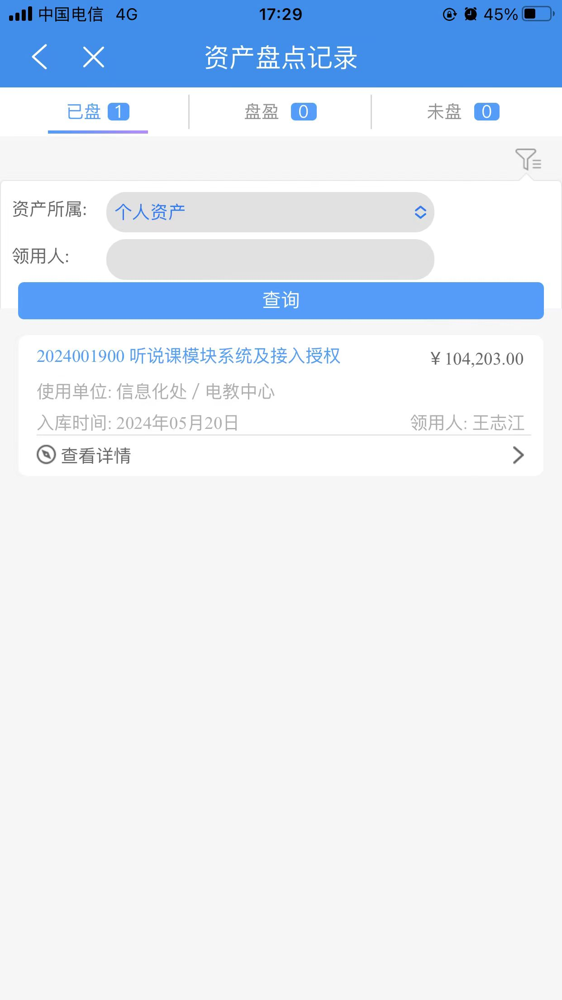 中国电信 4G 17:29 45%
资产盘点记录
已盘 1 盘盈 0 未盘 0
资产所属: 个人资产
领用人:
查询
2024001900 听说课模块系统及接入授权 ¥ 104,203.00
使用单位: 信息化处 / 电教中心
入库时间: 2024年05月20日 领用人: 王志江
查看详情